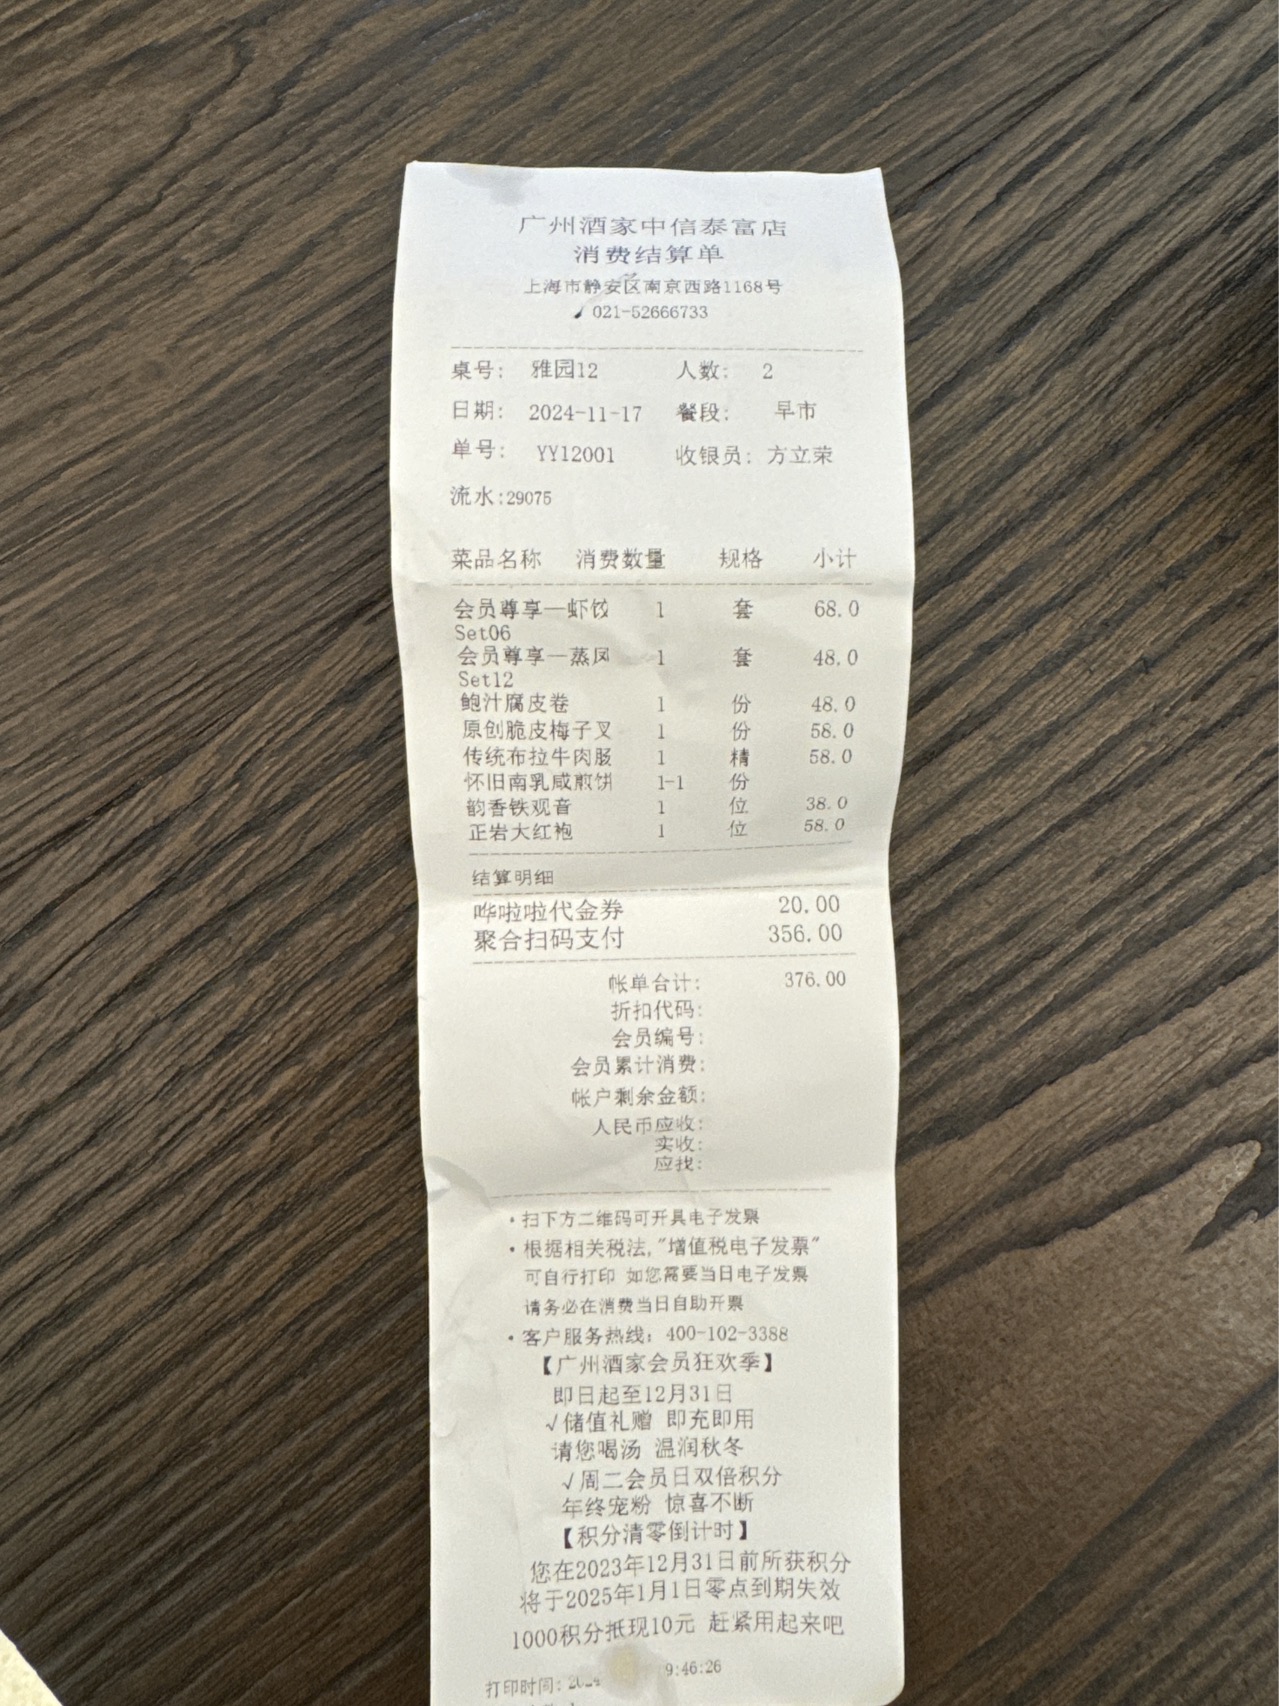 广州酒家中信泰富店
消费结算单
上海市静安区南京西路1168号
021-52666733
桌号: 雅园12 人数: 2
日期: 2024-11-17 餐段: 早市
单号: YY12001 收银员: 方立荣
流水:29075
菜品名称 消费数量 规格 小计
会员尊享—虾饺 1 套 68.0
Set06
会员尊享—蒸凤 1 套 48.0
Set12
鲍汁腐皮卷 1 份 48.0
原创脆皮梅子叉 1 份 58.0
传统布拉牛肉肠 1 精 58.0
怀旧南乳咸煎饼 1-1 份
韵香铁观音 1 位 38.0
正岩大红袍 1 位 58.0
结算明细
哗啦啦代金券 20.00
聚合扫码支付 356.00
帐单合计: 376.00
折扣代码:
会员编号:
会员累计消费:
帐户剩余金额:
人民币应收:
实收:
应找:
·扫下方二维码可开具电子发票
·根据相关税法,"增值税电子发票"
可自行打印 如您需要当日电子发票
请务必在消费当日自助开票
·客户服务热线: 400-102-3388
【广州酒家会员狂欢季】
即日起至12月31日
√储值礼赠 即充即用
请您喝汤 温润秋冬
√周二会员日双倍积分
年终宠粉 惊喜不断
【积分清零倒计时】
您在2023年12月31日前所获积分
将于2025年1月1日零点到期失效
1000积分抵现10元 赶紧用起来吧
打印时间: 9:46:26